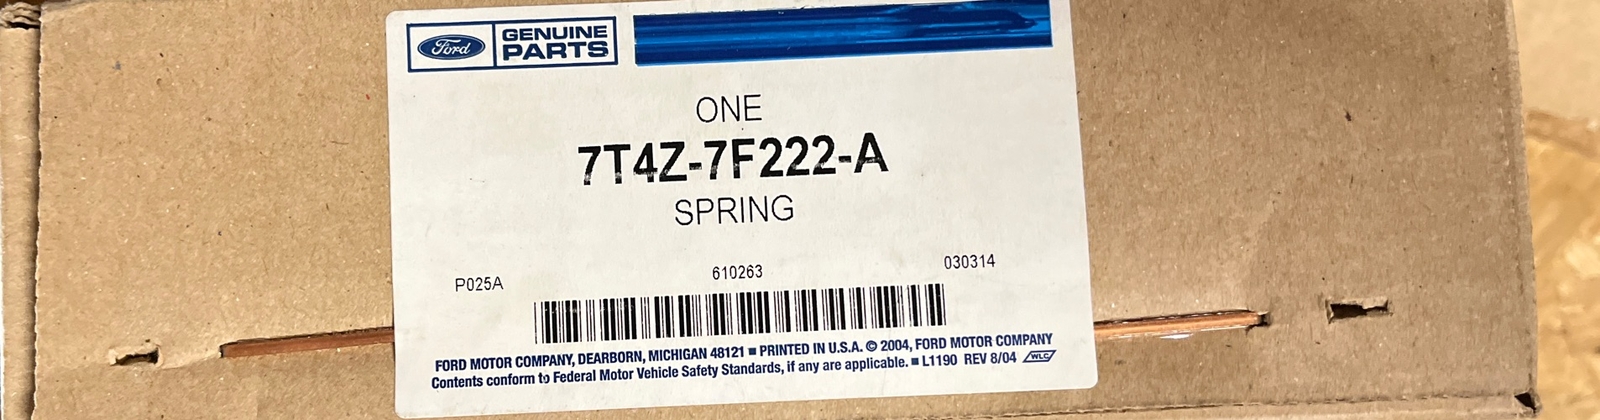 Ford
GENUINE
PARTS
ONE
7T4Z-7F222-A
SPRING
P025A 610263 030314
FORD MOTOR COMPANY, DEARBORN, MICHIGAN 48121 ■ PRINTED IN U.S.A. © 2004, FORD MOTOR COMPANY
Contents conform to Federal Motor Vehicle Safety Standards, if any are applicable. ■ L1190 REV 8/04 WLC